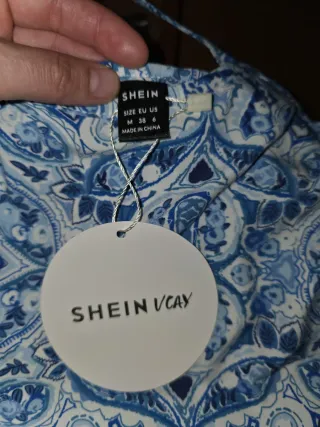 SHEIN
SIZE EU US
M 38 6
MADE IN CHINA
SHEIN VCAY